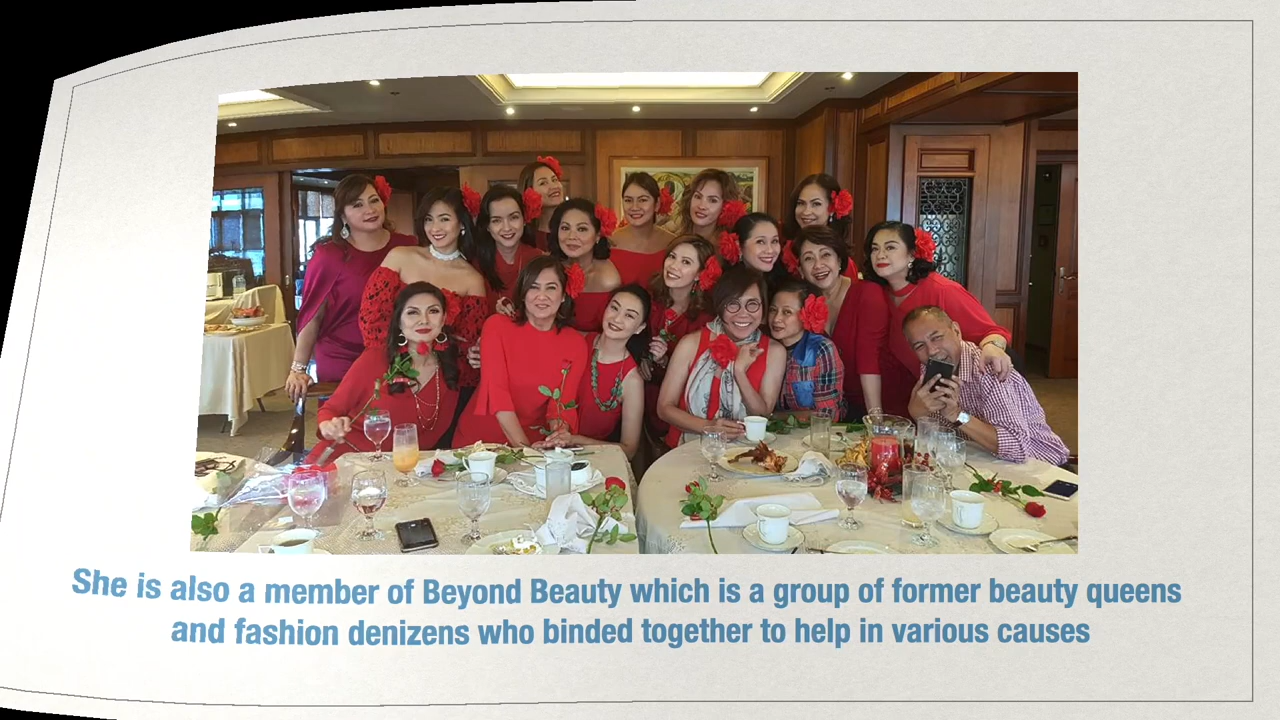 She is also a member of Beyond Beauty which is a group of former beauty queens
and fashion denizens who binded together to help in various causes